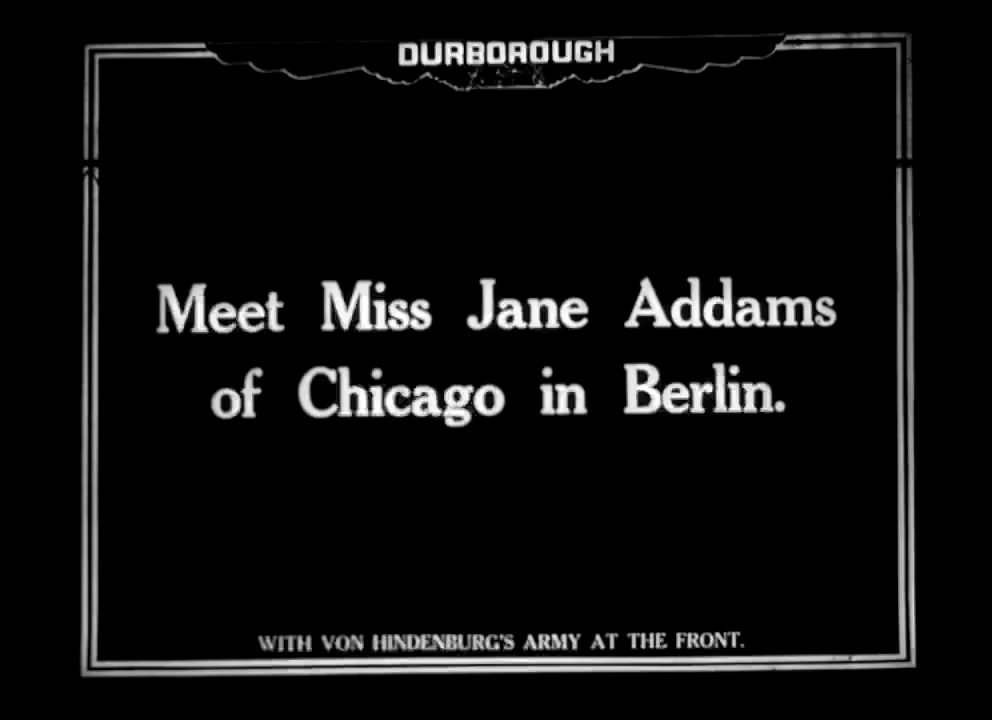 DURBOROUGH
Meet Miss Jane Addams
of Chicago in Berlin.
WITH VON HINDENBURG'S ARMY AT THE FRONT.